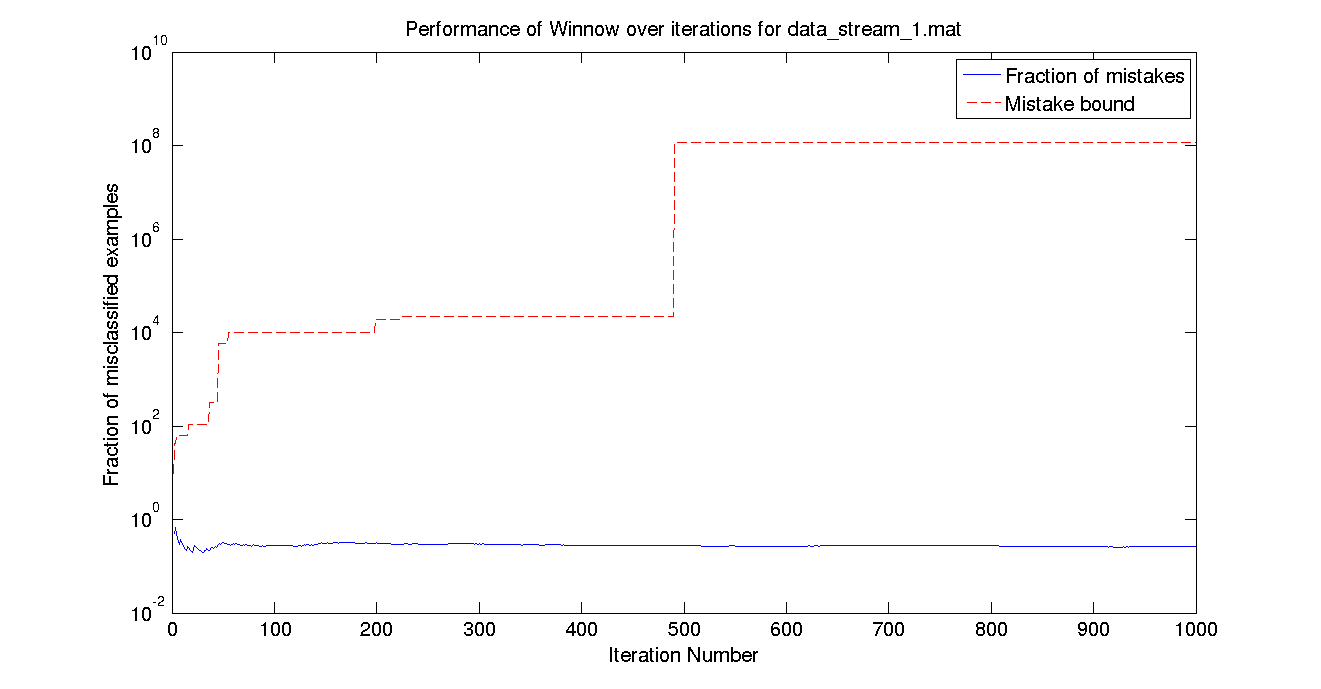 Performance of Winnow over iterations for data_stream_1.mat
Fraction of mistakes
Mistake bound
Fraction of misclassified examples
10^10
10^8
10^6
10^4
10^2
10^0
10^-2
0 100 200 300 400 500 600 700 800 900 1000
Iteration Number